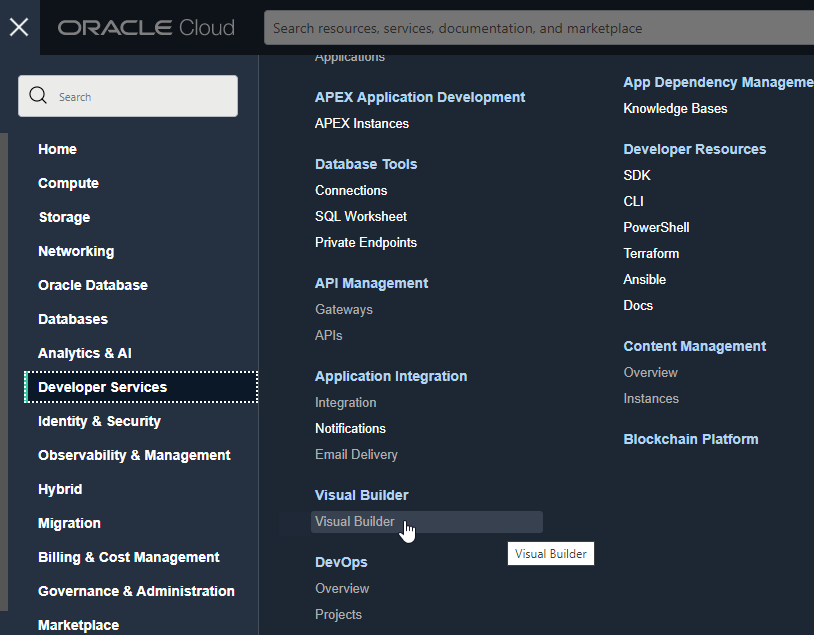 ORACLE Cloud
Search resources, services, documentation, and marketplace
Search
Home
Compute
Storage
Networking
Oracle Database
Databases
Analytics & AI
Developer Services
Identity & Security
Observability & Management
Hybrid
Migration
Billing & Cost Management
Governance & Administration
Marketplace
Applications
APEX Application Development
APEX Instances
Database Tools
Connections
SQL Worksheet
Private Endpoints
API Management
Gateways
APIs
Application Integration
Integration
Notifications
Email Delivery
Visual Builder
Visual Builder
Visual Builder
DevOps
Overview
Projects
App Dependency Manageme
Knowledge Bases
Developer Resources
SDK
CLI
PowerShell
Terraform
Ansible
Docs
Content Management
Overview
Instances
Blockchain Platform